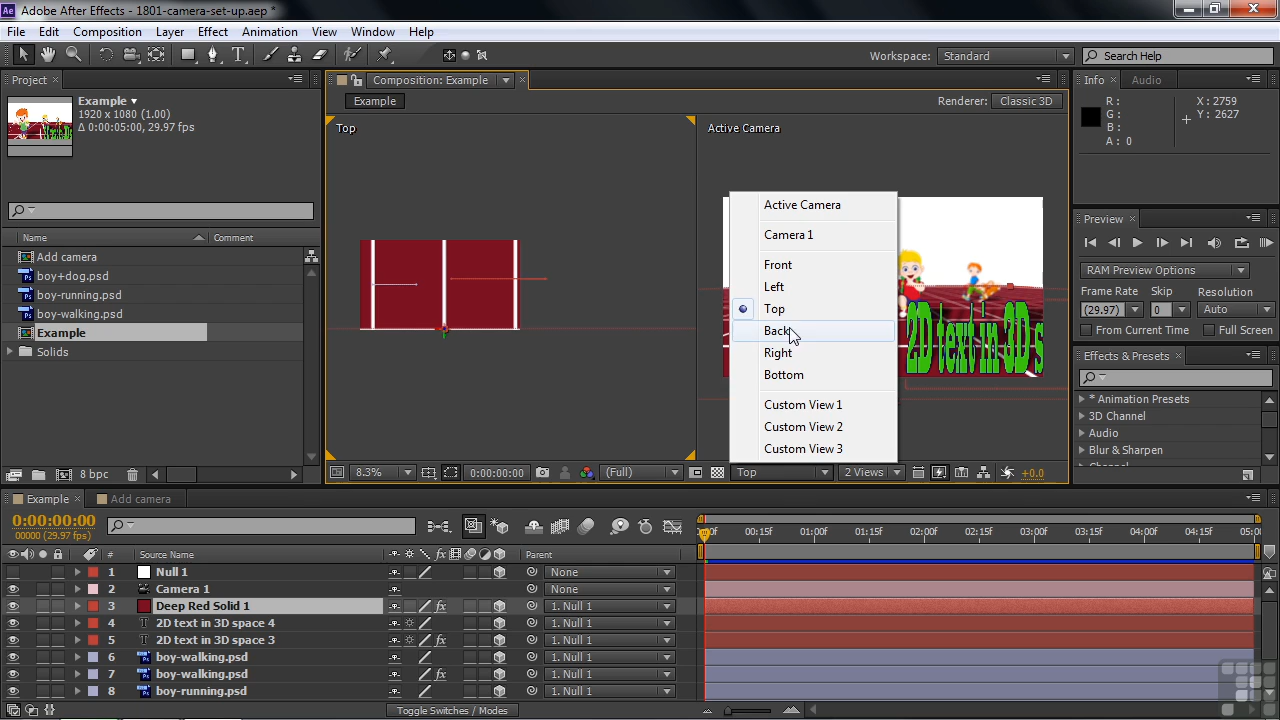 Ae Adobe After Effects - 1801-camera-set-up.aep *
File Edit Composition Layer Effect Animation View Window Help
Workspace: Standard Search Help
Project
Example
1920 x 1080 (1.00)
Δ 0:00:05:00, 29.97 fps
Name Comment
Add camera
boy+dog.psd
boy-running.psd
boy-walking.psd
Example
Solids
8 bpc
Composition: Example
Example Renderer: Classic 3D
Top
Active Camera
2D text in 3D s
Active Camera
Camera 1
Front
Left
Top
Back
Right
Bottom
Custom View 1
Custom View 2
Custom View 3
8.3% 0:00:00:00 (Full) Top 2 Views +0.0
Info Audio
R: X: 2759
G: Y: 2627
B:
A: 0
Preview
RAM Preview Options
Frame Rate Skip Resolution
(29.97) 0 Auto
From Current Time Full Screen
Effects & Presets
* Animation Presets
3D Channel
Audio
Blur & Sharpen
Example Add camera
0:00:00:00
00000 (29.97 fps)
00f 00:15f 01:00f 01:15f 02:00f 02:15f 03:00f 03:15f 04:00f 04:15f 05:0
# Source Name fx Parent
1 Null 1 None
2 Camera 1 None
3 Deep Red Solid 1 fx 1. Null 1
4 T 2D text in 3D space 4 1. Null 1
5 T 2D text in 3D space 3 fx 1. Null 1
6 boy-walking.psd 1. Null 1
7 boy-walking.psd fx 1. Null 1
8 boy-running.psd 1. Null 1
Toggle Switches / Modes